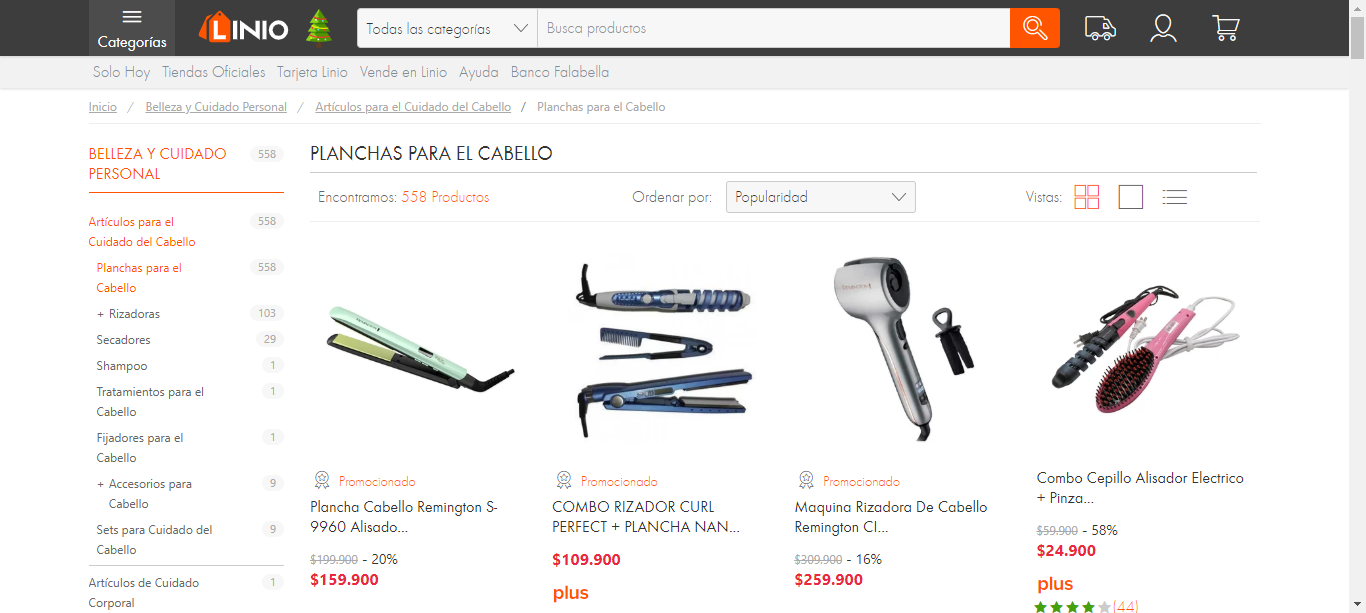 Categorías
LINIO
Todas las categorías
Busca productos
Solo Hoy Tiendas Oficiales Tarjeta Linio Vende en Linio Ayuda Banco Falabella
Inicio / Belleza y Cuidado Personal / Artículos para el Cuidado del Cabello / Planchas para el Cabello
BELLEZA Y CUIDADO 558
PERSONAL
Artículos para el 558
Cuidado del Cabello
Planchas para el 558
Cabello
+ Rizadoras 103
Secadores 29
Shampoo 1
Tratamientos para el 1
Cabello
Fijadores para el 1
Cabello
+ Accesorios para 9
Cabello
Sets para Cuidado del 9
Cabello
Artículos de Cuidado 1
Corporal
PLANCHAS PARA EL CABELLO
Encontramos: 558 Productos
Ordenar por: Popularidad
Vistas:
Promocionado
Plancha Cabello Remington S-
9960 Alisado...
$199.900 - 20%
$159.900
Promocionado
COMBO RIZADOR CURL
PERFECT + PLANCHA NAN...
$109.900
plus
Promocionado
Maquina Rizadora De Cabello
Remington CI...
$309.900 - 16%
$259.900
Combo Cepillo Alisador Electrico
+ Pinza...
$59.900 - 58%
$24.900
plus
(44)